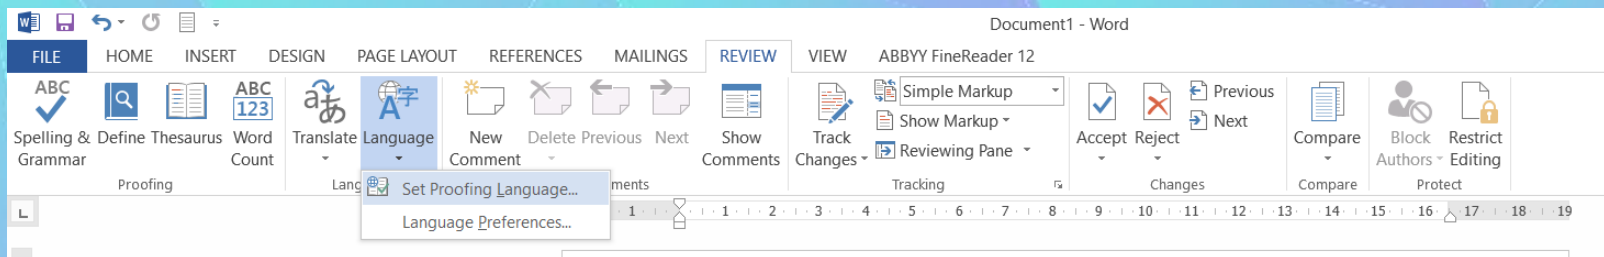 Document1 - Word
FILE HOME INSERT DESIGN PAGE LAYOUT REFERENCES MAILINGS REVIEW VIEW ABBYY FineReader 12
ABC
Spelling &
Grammar
Define
Thesaurus
ABC
123
Word
Count
Proofing
Translate
Language
Lang
Set Proofing Language...
Language Preferences...
New
Comment
Delete
Previous
Next
Show
Comments
ments
Track
Changes
Simple Markup
Show Markup
Reviewing Pane
Tracking
Accept
Reject
Previous
Next
Changes
Compare
Compare
Block
Authors
Restrict
Editing
Protect
1 1 2 3 4 5 6 7 8 9 10 11 12 13 14 15 16 17 18 19